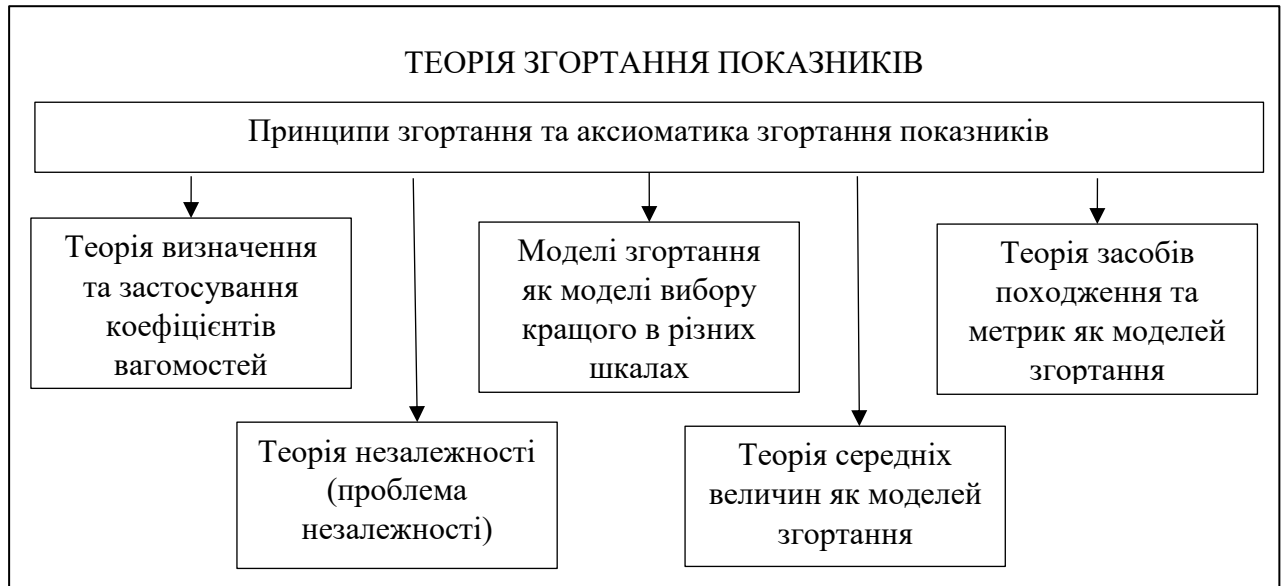 ТЕОРІЯ ЗГОРТАННЯ ПОКАЗНИКІВ
Принципи згортання та аксиоматика згортання показників
Теорія визначення
та застосування
коефіцієнтів
вагомостей
Моделі згортання
як моделі вибору
кращого в різних
шкалах
Теорія засобів
походження та
метрик як моделей
згортання
Теорія незалежності
(проблема
незалежності)
Теорія середніх
величин як моделей
згортання